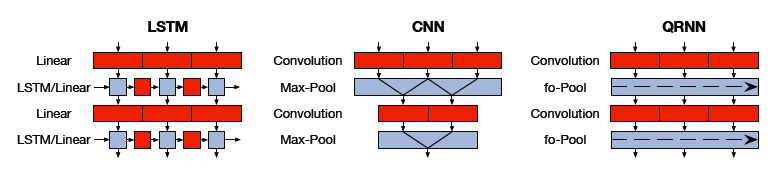 LSTM
CNN
QRNN
Linear
Convolution
Convolution
LSTM/Linear
Max-Pool
fo-Pool
Linear
Convolution
Convolution
LSTM/Linear
Max-Pool
fo-Pool